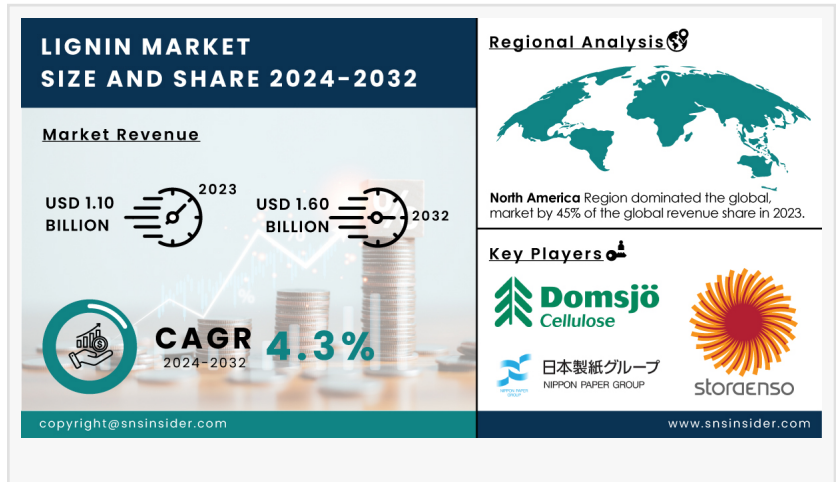 LIGNIN MARKET
SIZE AND SHARE 2024-2032
Market Revenue
USD 1.10
BILLION
2023
USD 1.60
BILLION
2032
CAGR
2024-2032
4.3%
copyright@snsinsider.com
Regional Analysis
North America Region dominated the global,
market by 45% of the global revenue share in 2023.
Key Players
Domsjö
Cellulose
NIPPON PAPER
GROUP
日本製紙グループ
NIPPON PAPER GROUP
storaenso
www.snsinsider.com